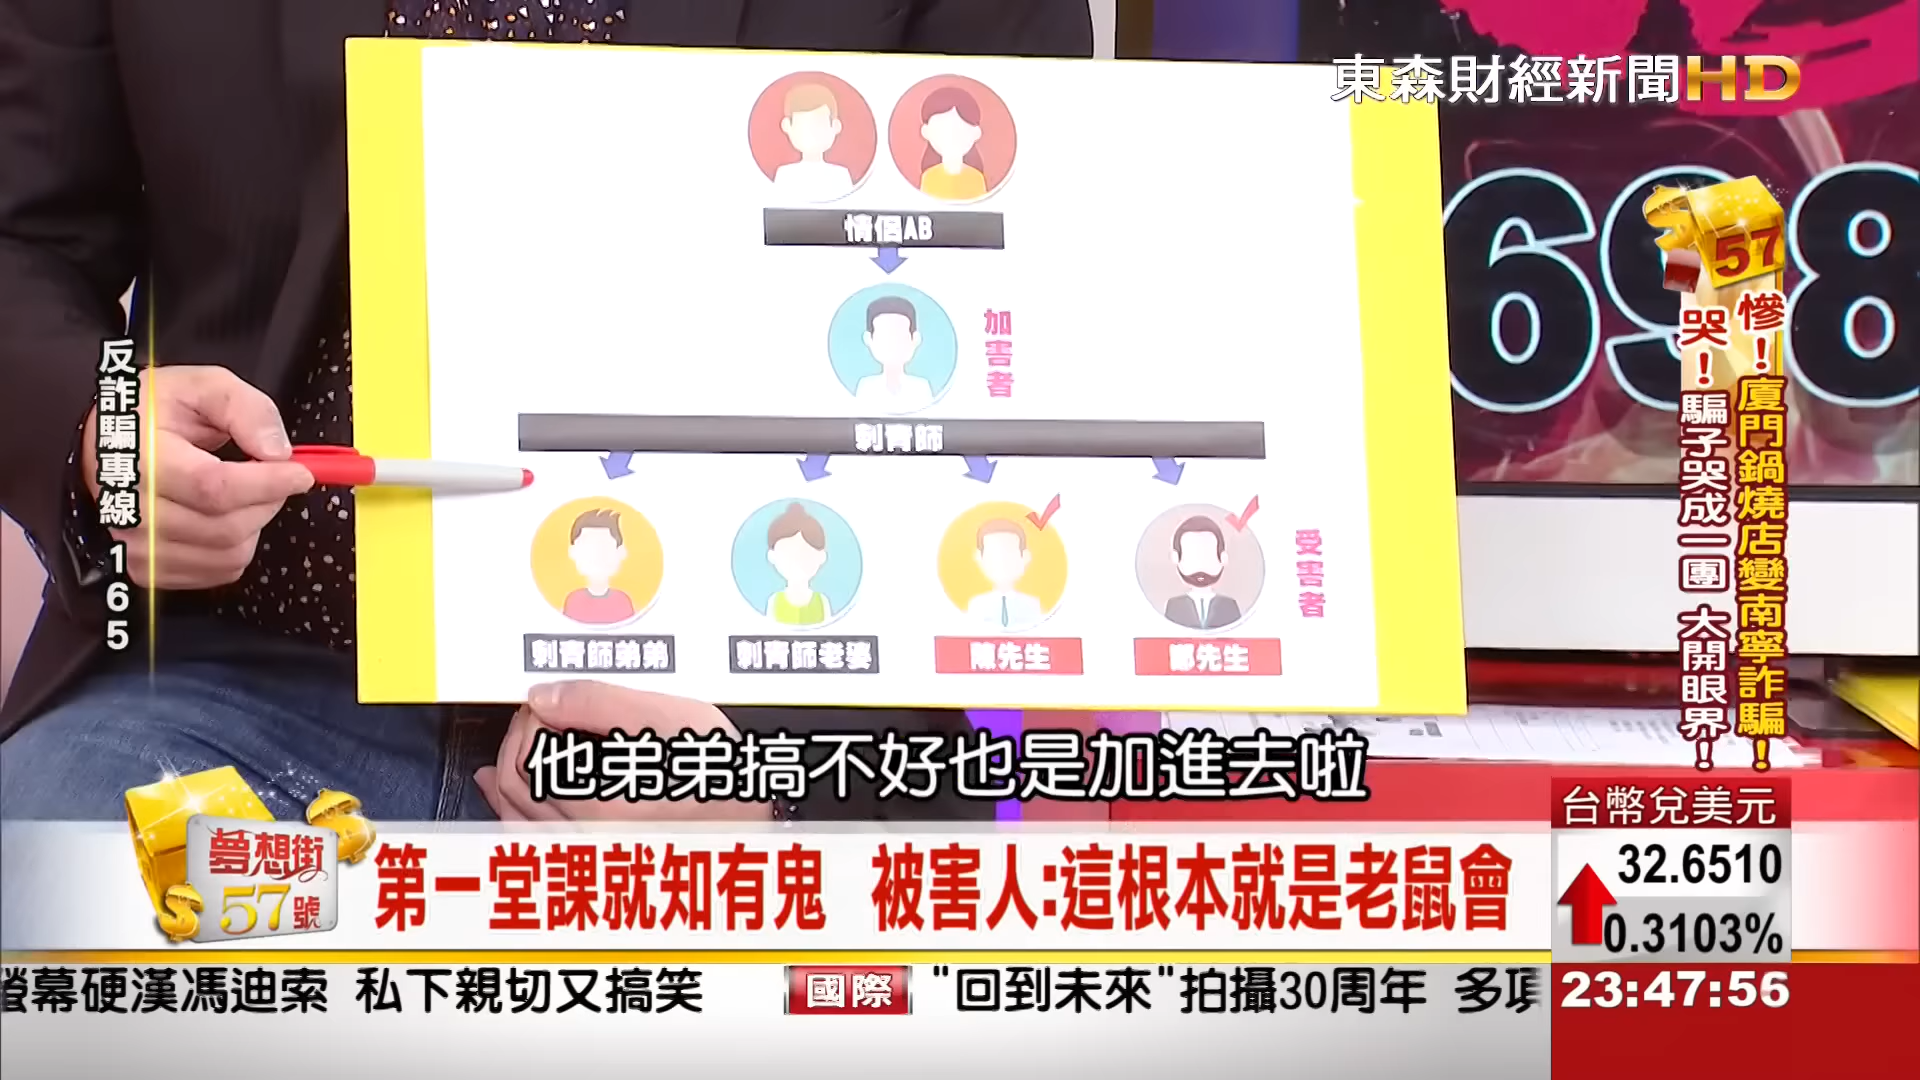 東森財經新聞HD
情侶AB
加害者
刺青師
受害者
刺青師弟弟
刺青師老婆
陳先生
鄭先生
反詐騙專線 165
698
57
慘！廈門鍋燒店變南寧詐騙！
哭！騙子哭成一團 大開眼界！
他弟弟搞不好也是加進去啦
夢想街
57號
第一堂課就知有鬼 被害人:這根本就是老鼠會
台幣兌美元
32.6510
0.3103%
螢幕硬漢馮迪索 私下親切又搞笑
國際
"回到未來"拍攝30周年 多項
23:47:56